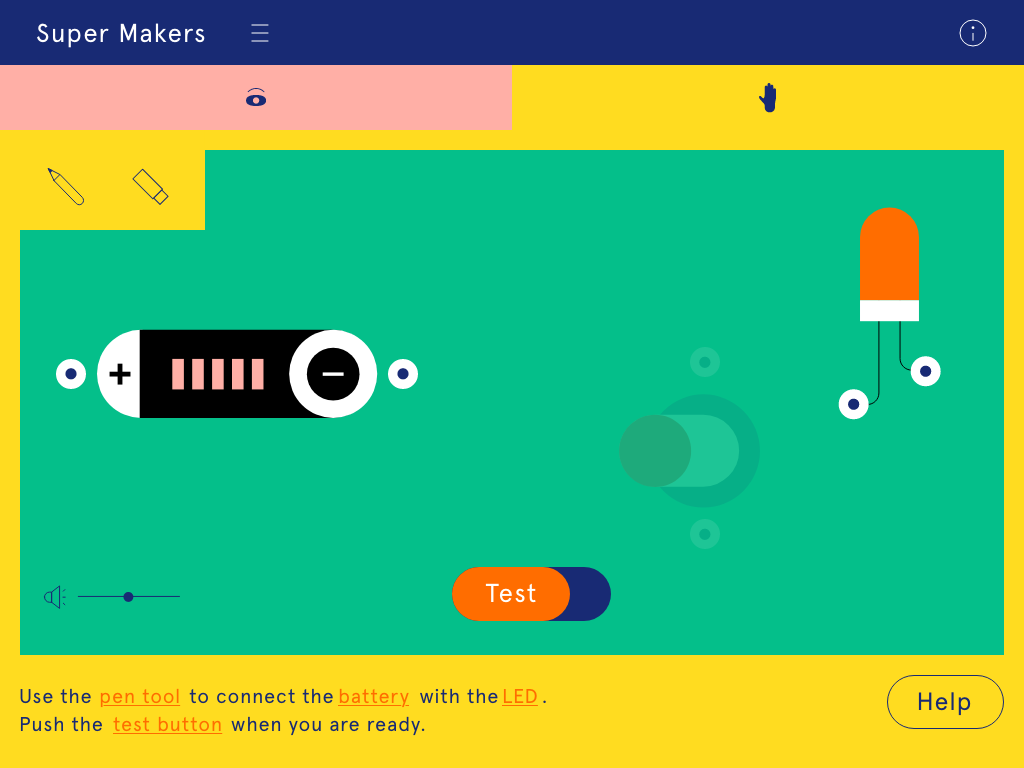 Super Makers
Test
Use the pen tool to connect the battery with the LED.
Push the test button when you are ready.
Help